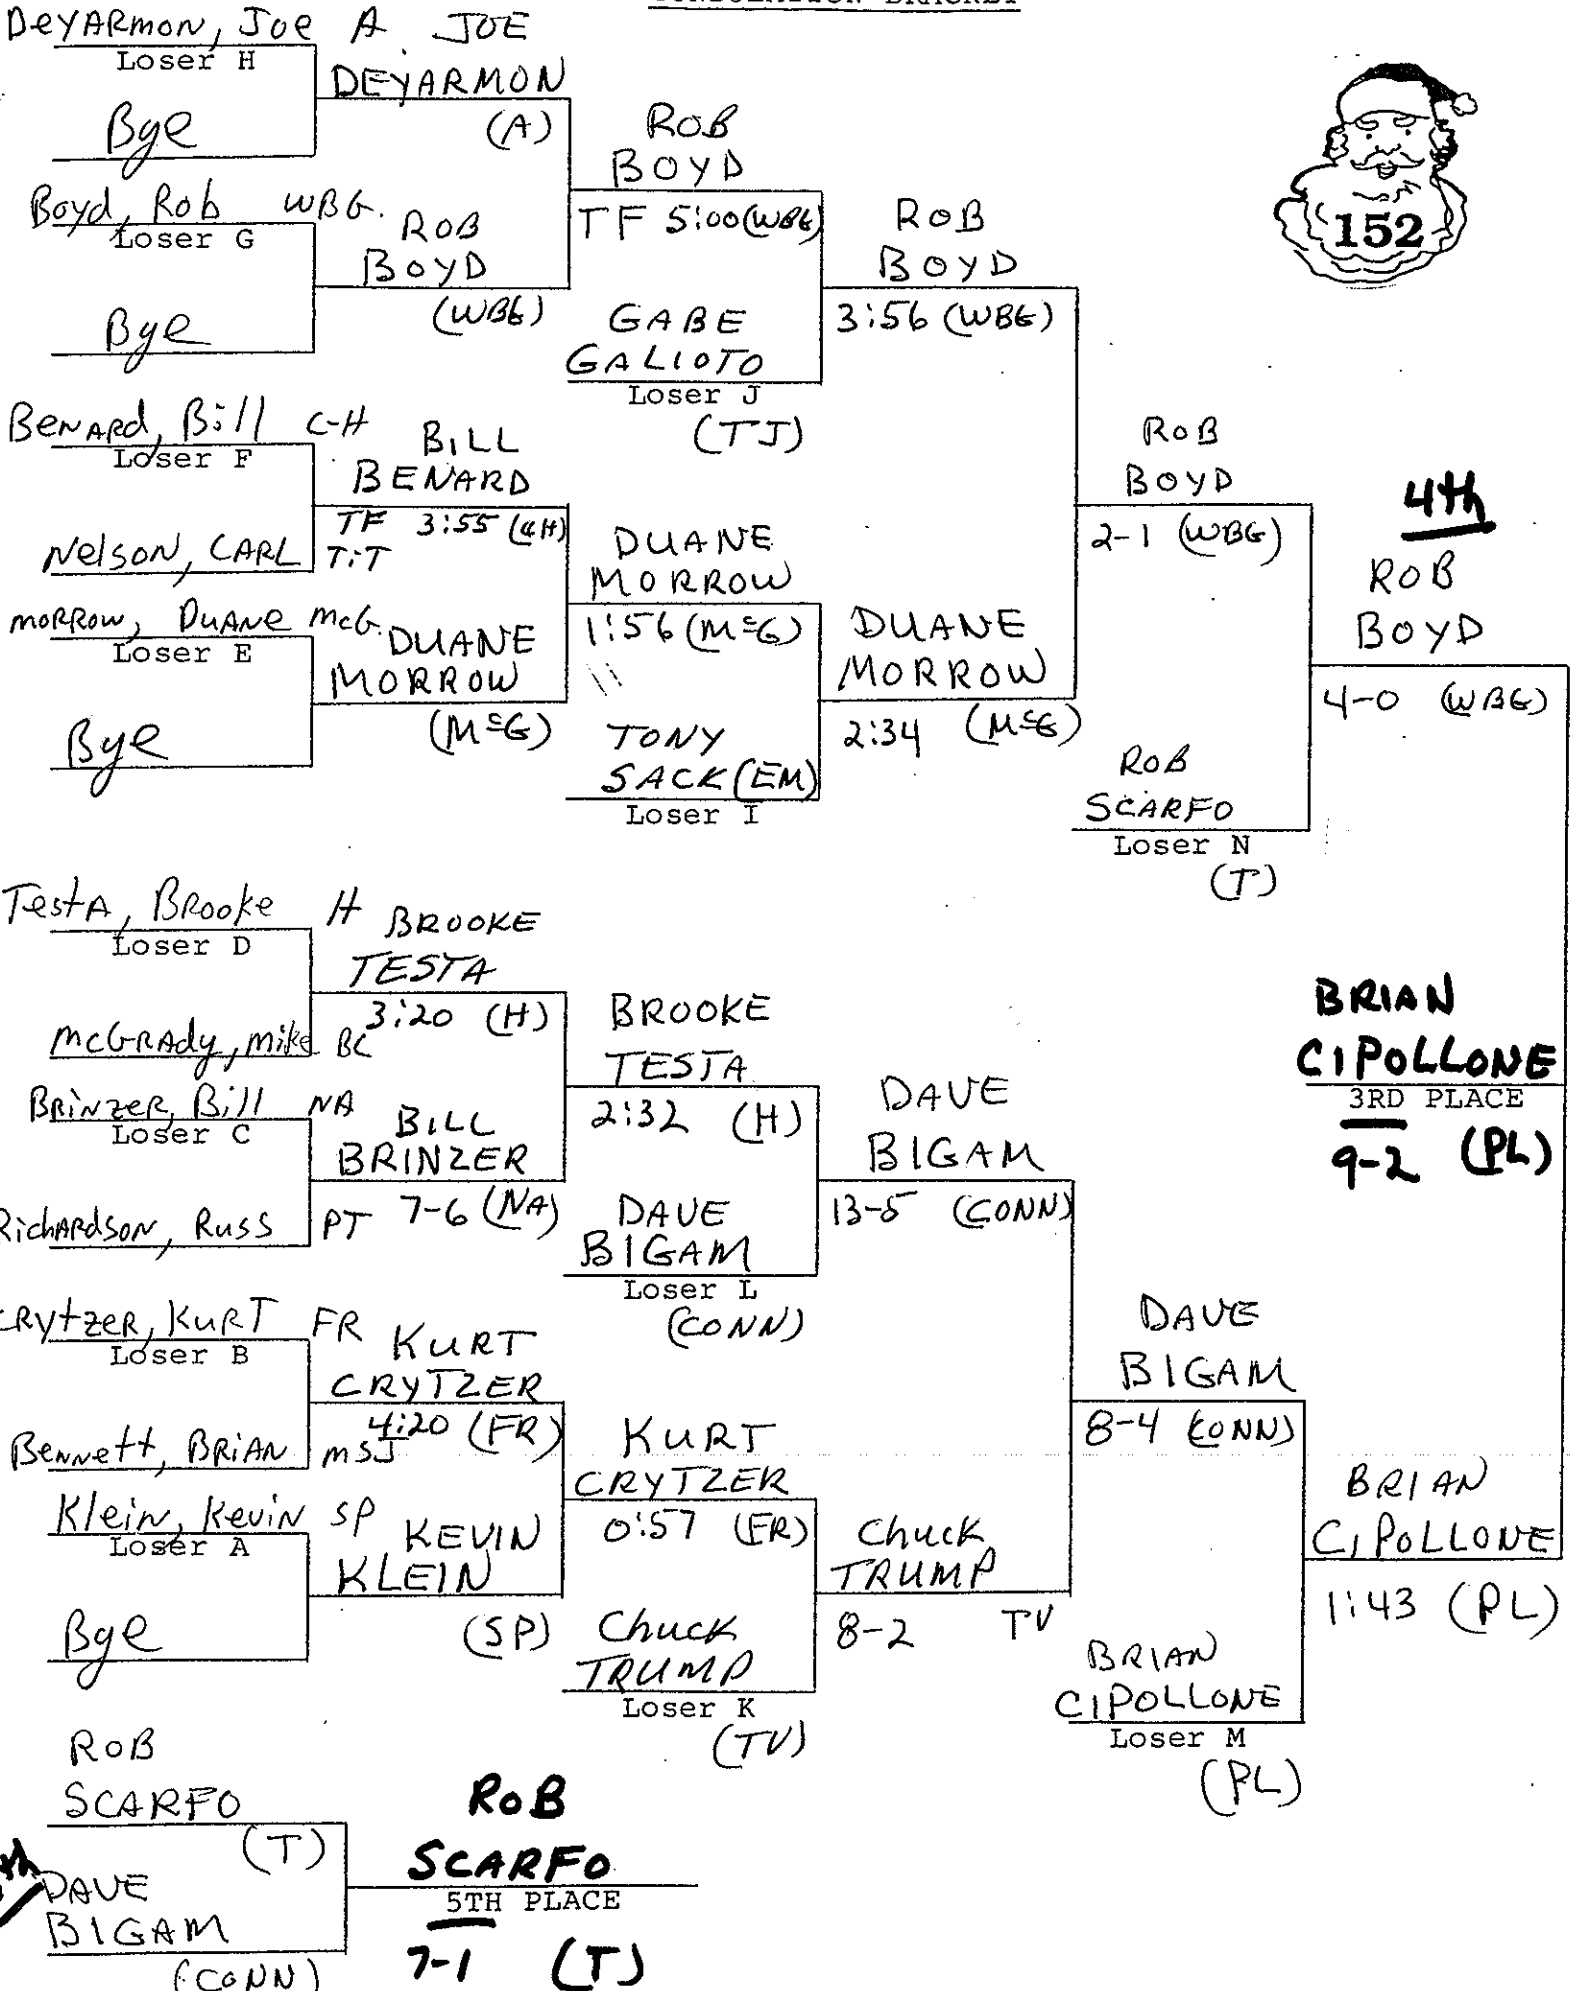 CONSOLATION BRACKET
DeYARMON, Joe A
Loser H
Bye
JOE
DEYARMON
(A)
Boyd, Rob WBG.
Loser G
Bye
ROB
BOYD
(WBG)
ROB
BOYD
TF 5:00 (WBG)
GABE
GALIOTO
Loser J
(TJ)
ROB
BOYD
3:56 (WBG)
152
Benard, Bill C-H
Loser F
Nelson, CARL TiT
BILL
BENARD
TF 3:55 (CH)
morrow, Duane McG.
Loser E
Bye
DUANE
MORROW
(McG)
DUANE
MORROW
1:56 (McG)
TONY
SACK (EM)
Loser I
DUANE
MORROW
2:34 (McG)
ROB
BOYD
2-1 (WBG)
ROB
SCARFO
Loser N
(T)
4th
ROB
BOYD
4-0 (WBG)
TestA, Brooke H
Loser D
McGrady, mike BC
BROOKE
TESTA
3:20 (H)
Brinzer, Bill NA
Loser C
Richardson, Russ PT
BILL
BRINZER
7-6 (NA)
BROOKE
TESTA
2:32 (H)
DAVE
BIGAM
Loser L
(CONN)
DAVE
BIGAM
13-5 (CONN)
BRIAN
CIPOLLONE
3RD PLACE
9-2 (PL)
CRytzer, KurT FR
Loser B
Bennett, BRiAN MSJ
KURT
CRYTZER
4:20 (FR)
Klein, Kevin SP
Loser A
Bye
KEVIN
KLEIN
(SP)
KURT
CRYTZER
0:57 (FR)
Chuck
TRUMP
Loser K
(TV)
Chuck
TRUMP
8-2 TV
DAVE
BIGAM
8-4 (CONN)
BRIAN
CIPOLLONE
Loser M
(PL)
BRIAN
CIPOLLONE
1:43 (PL)
ROB
SCARFO
(T)
DAVE
BIGAM
(CONN)
ROB
SCARFO
5TH PLACE
7-1 (T)